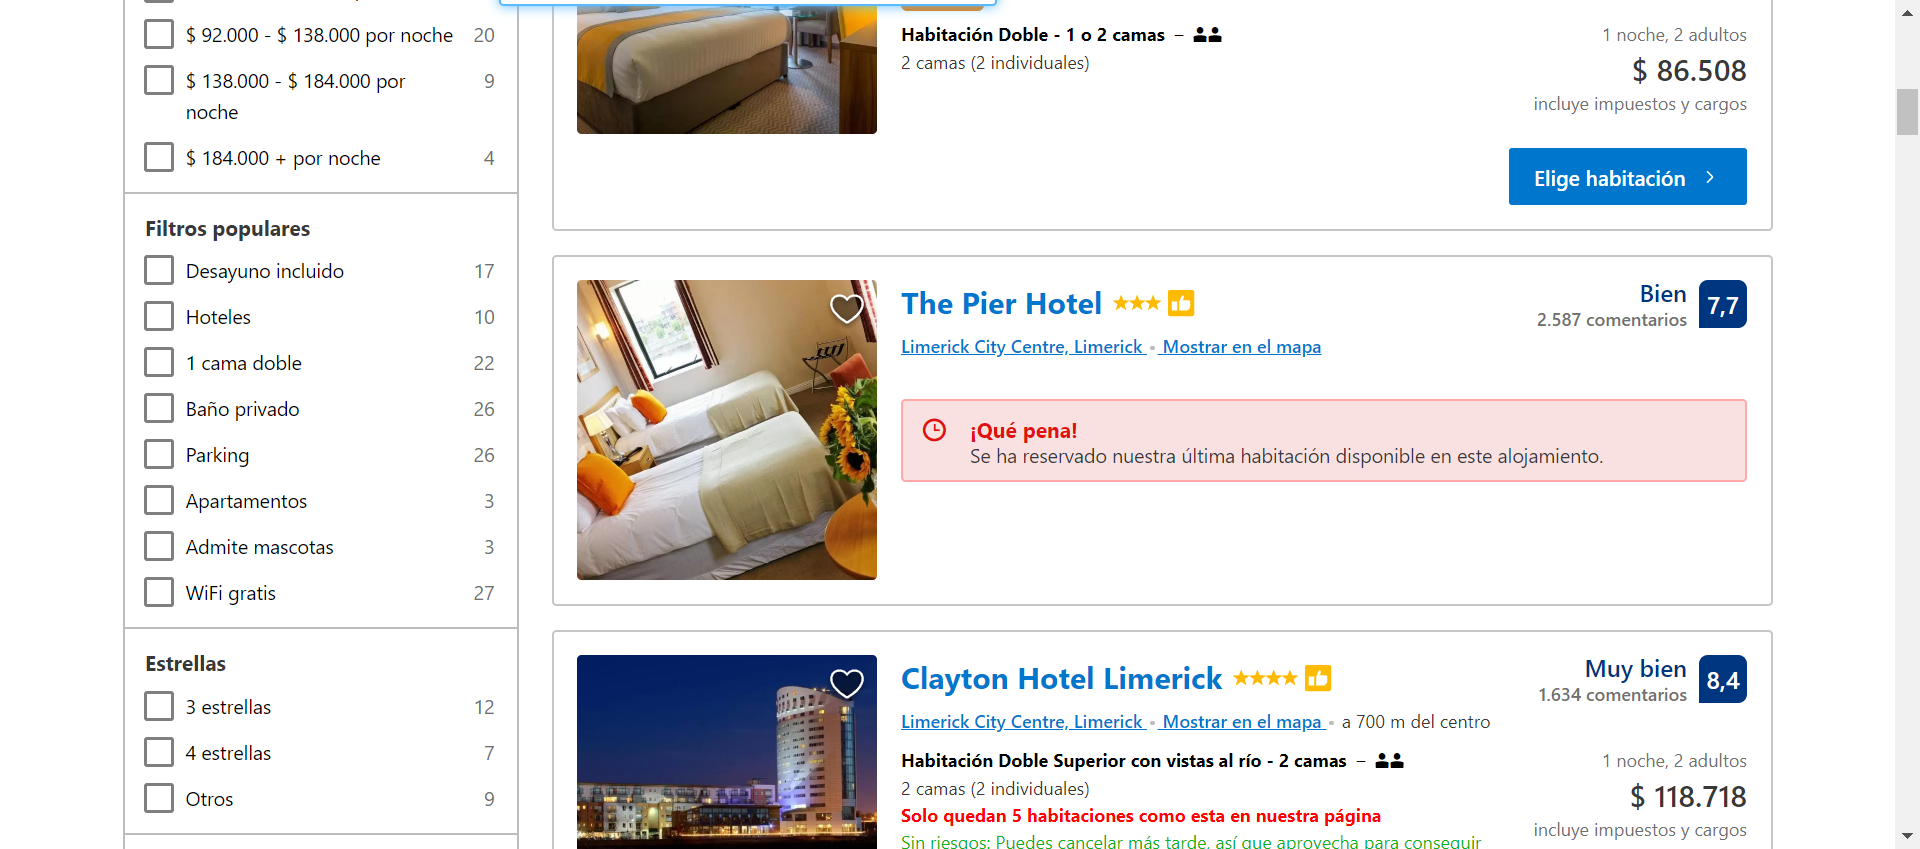 $ 92.000 - $ 138.000 por noche 20
$ 138.000 - $ 184.000 por noche 9
$ 184.000 + por noche 4
Filtros populares
Desayuno incluido 17
Hoteles 10
1 cama doble 22
Baño privado 26
Parking 26
Apartamentos 3
Admite mascotas 3
WiFi gratis 27
Estrellas
3 estrellas 12
4 estrellas 7
Otros 9
Habitación Doble - 1 o 2 camas –
2 camas (2 individuales)
1 noche, 2 adultos
$ 86.508
incluye impuestos y cargos
Elige habitación
The Pier Hotel
Limerick City Centre, Limerick • Mostrar en el mapa
Bien
2.587 comentarios
7,7
¡Qué pena!
Se ha reservado nuestra última habitación disponible en este alojamiento.
Clayton Hotel Limerick
Limerick City Centre, Limerick • Mostrar en el mapa • a 700 m del centro
Muy bien
1.634 comentarios
8,4
Habitación Doble Superior con vistas al río - 2 camas –
2 camas (2 individuales)
Solo quedan 5 habitaciones como esta en nuestra página
Sin riesgos: Puedes cancelar más tarde, así que aprovecha para conseguir
1 noche, 2 adultos
$ 118.718
incluye impuestos y cargos